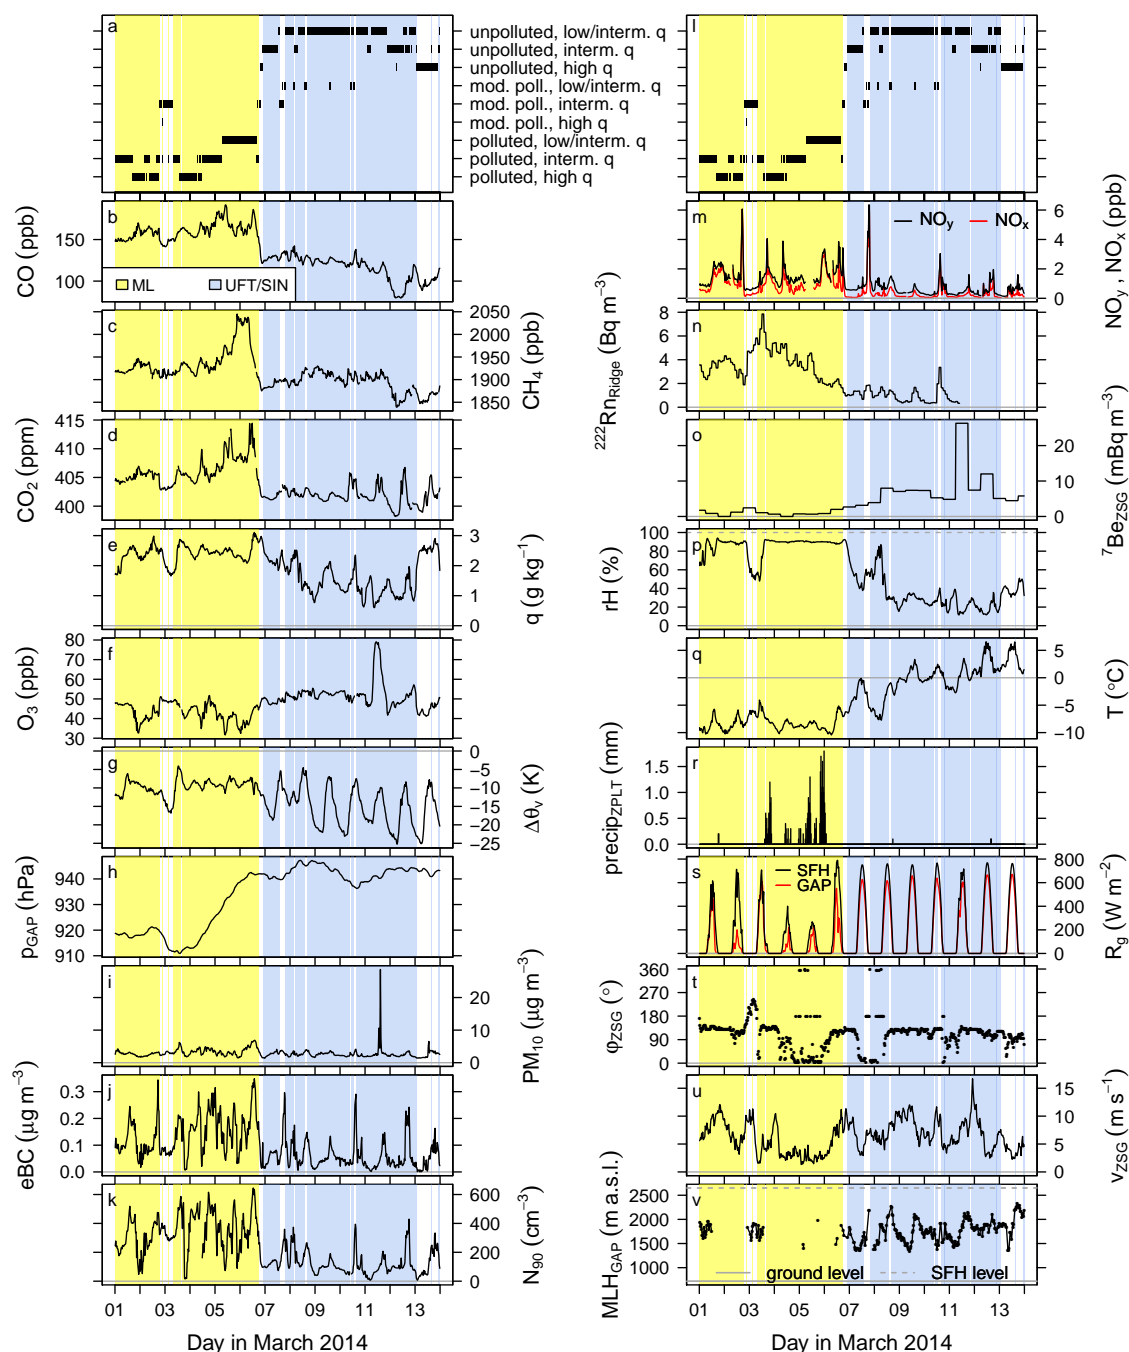 a
unpolluted, low/interm. q
unpolluted, interm. q
unpolluted, high q
mod. poll., low/interm. q
mod. poll., interm. q
mod. poll., high q
polluted, low/interm. q
polluted, interm. q
polluted, high q
b
CO (ppb)
150
100
ML
UFT/SIN
c
CH4 (ppb)
2050
2000
1950
1900
1850
d
CO2 (ppm)
415
410
405
400
e
q (g kg−1)
3
2
1
0
f
O3 (ppb)
80
70
60
50
40
30
g
Δθv (K)
0
−5
−10
−15
−20
−25
h
pGAP (hPa)
940
930
920
910
i
PM10 (μg m−3)
20
10
0
j
eBC (μg m−3)
0.3
0.2
0.1
0.0
k
N90 (cm−3)
600
400
200
0
01 03 05 07 09 11 13
Day in March 2014
l
m
NOy
NOx
NOy , NOx (ppb)
6
4
2
0
n
222RnRidge (Bq m−3)
8
6
4
2
0
o
7BeZSG (mBq m−3)
20
10
0
p
rH (%)
100
80
60
40
20
0
q
T (°C)
5
0
−5
−10
r
precipZPLT (mm)
1.5
1.0
0.5
0.0
s
SFH
GAP
Rg (W m−2)
800
600
400
200
0
t
φZSG (°)
360
270
180
90
0
u
vZSG (m s−1)
15
10
5
0
v
MLHGAP (m a.s.l.)
2500
2000
1500
1000
ground level
SFH level
01 03 05 07 09 11 13
Day in March 2014